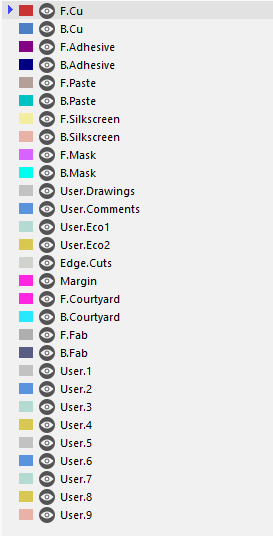 F.Cu
B.Cu
F.Adhesive
B.Adhesive
F.Paste
B.Paste
F.Silkscreen
B.Silkscreen
F.Mask
B.Mask
User.Drawings
User.Comments
User.Eco1
User.Eco2
Edge.Cuts
Margin
F.Courtyard
B.Courtyard
F.Fab
B.Fab
User.1
User.2
User.3
User.4
User.5
User.6
User.7
User.8
User.9